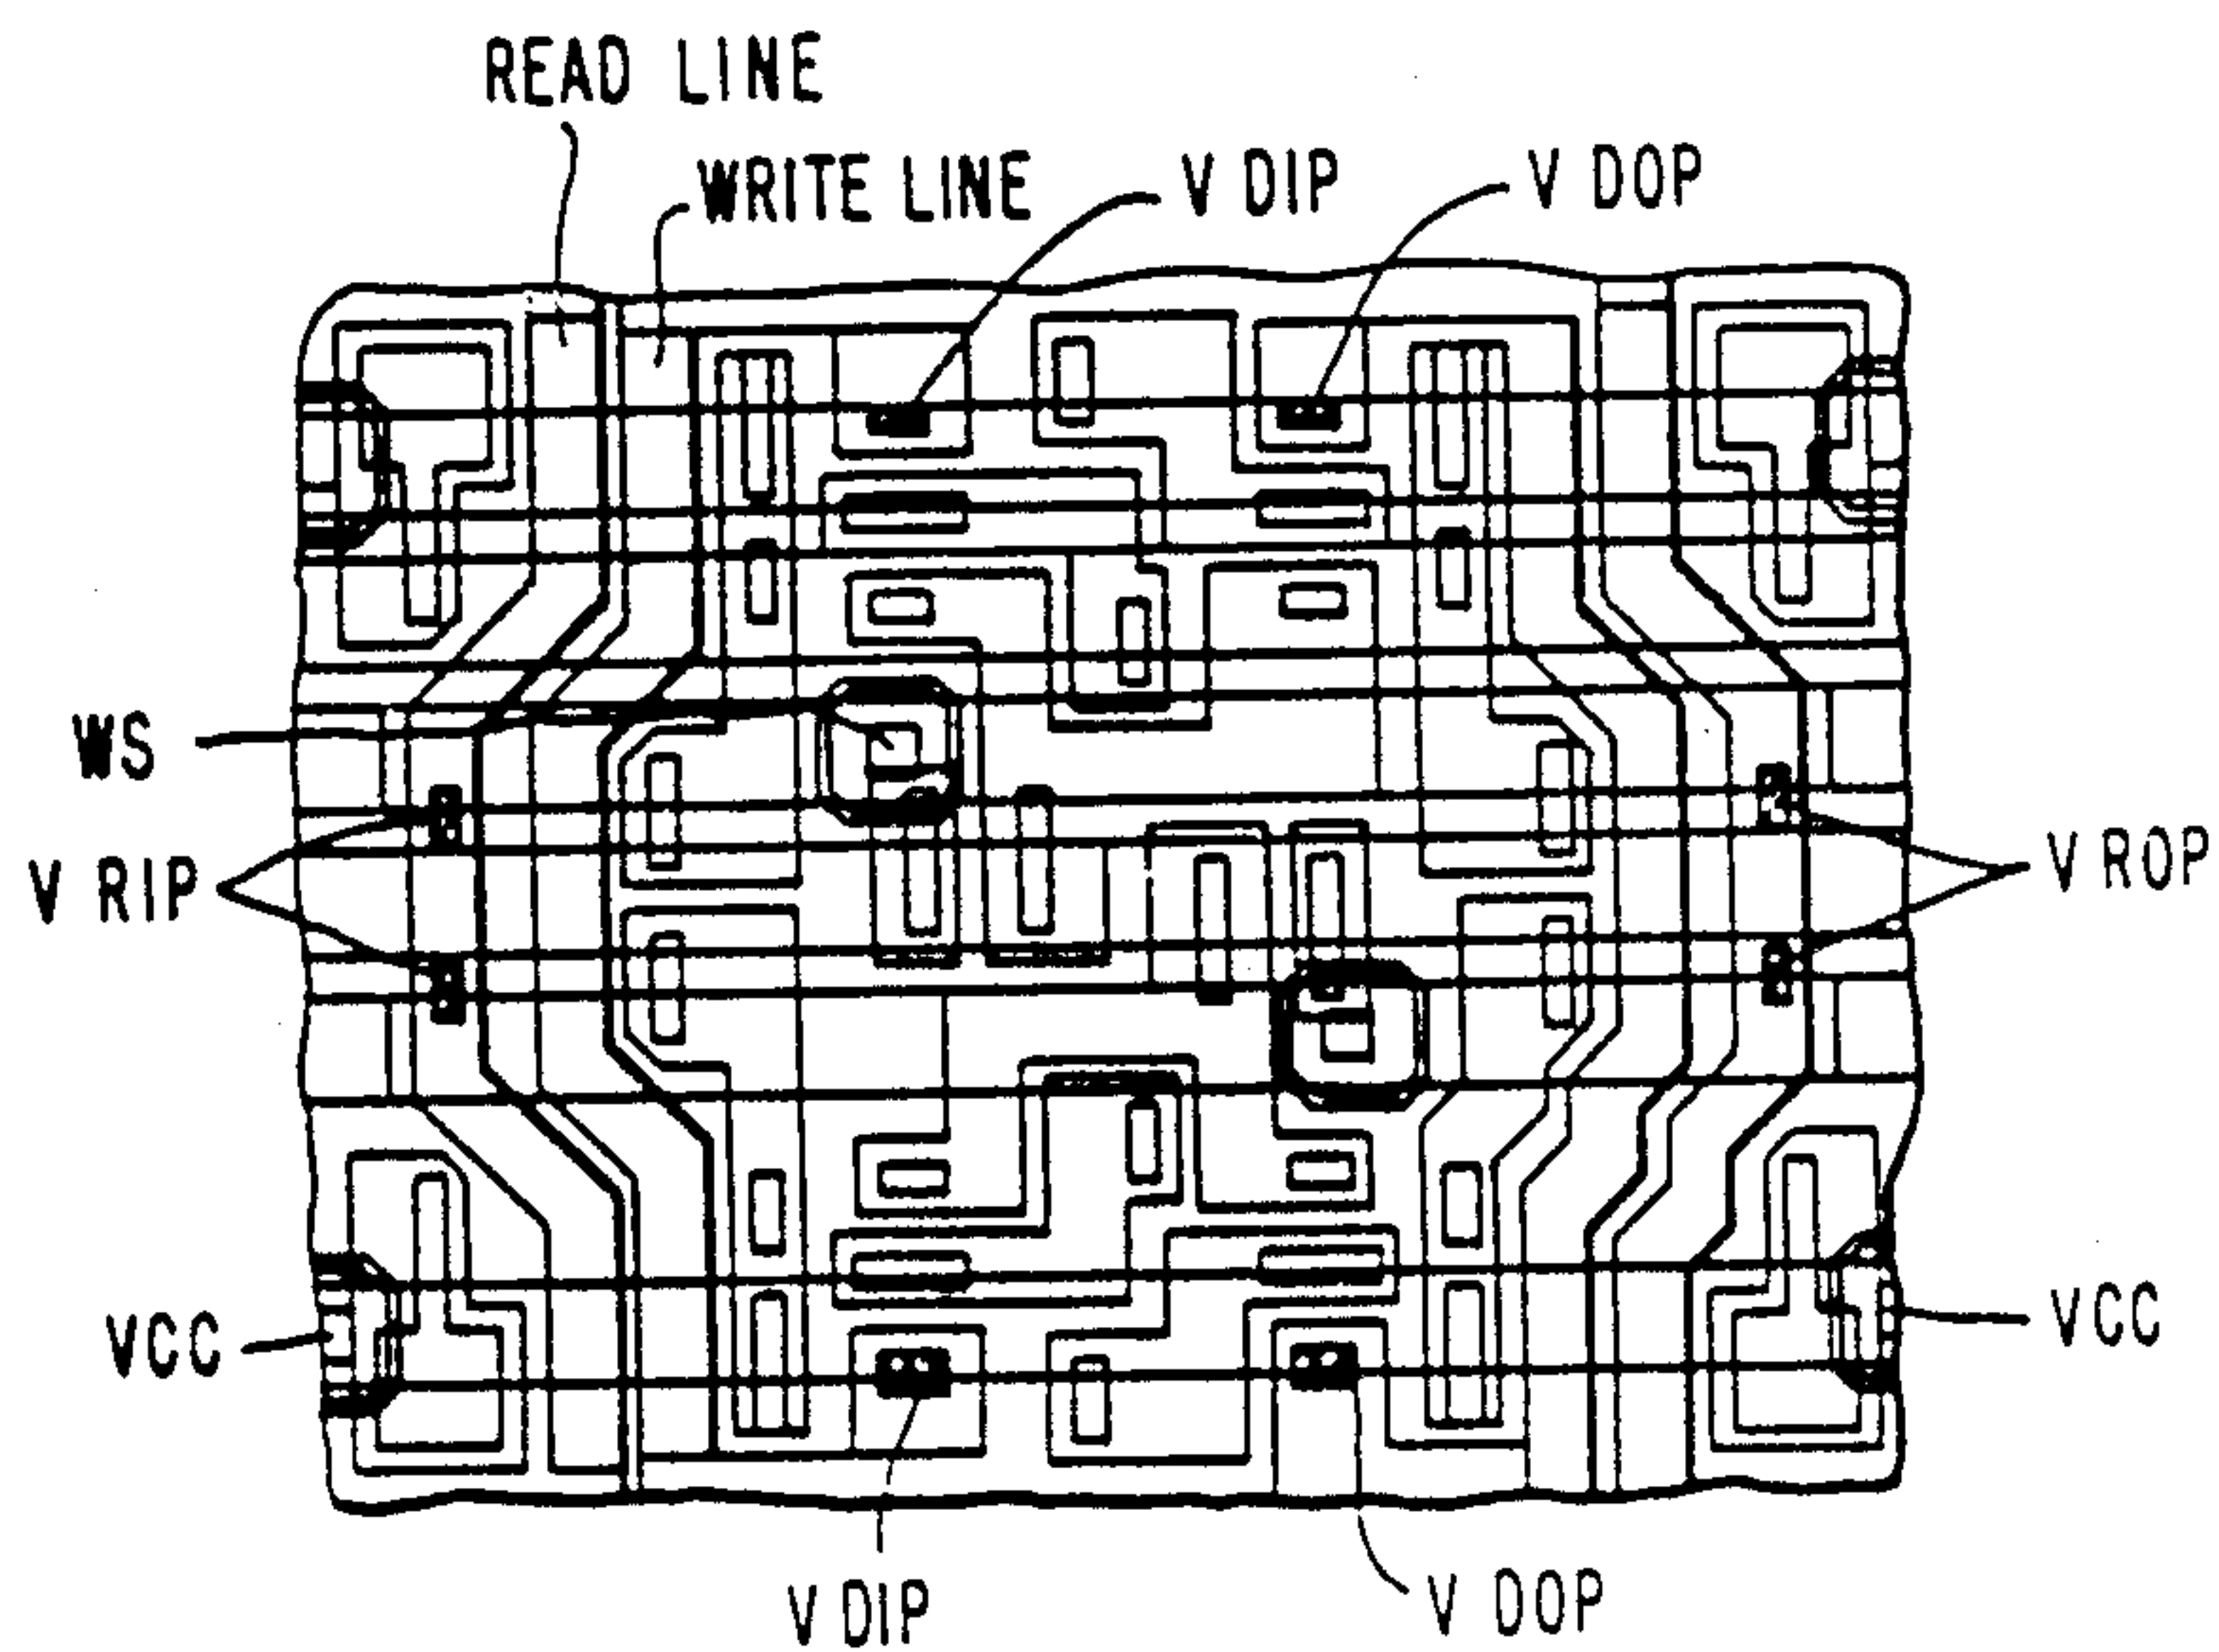 READ LINE
WRITE LINE
V DIP
V DOP
WS
V RIP
V ROP
VCC
VCC
V DIP
V DOP